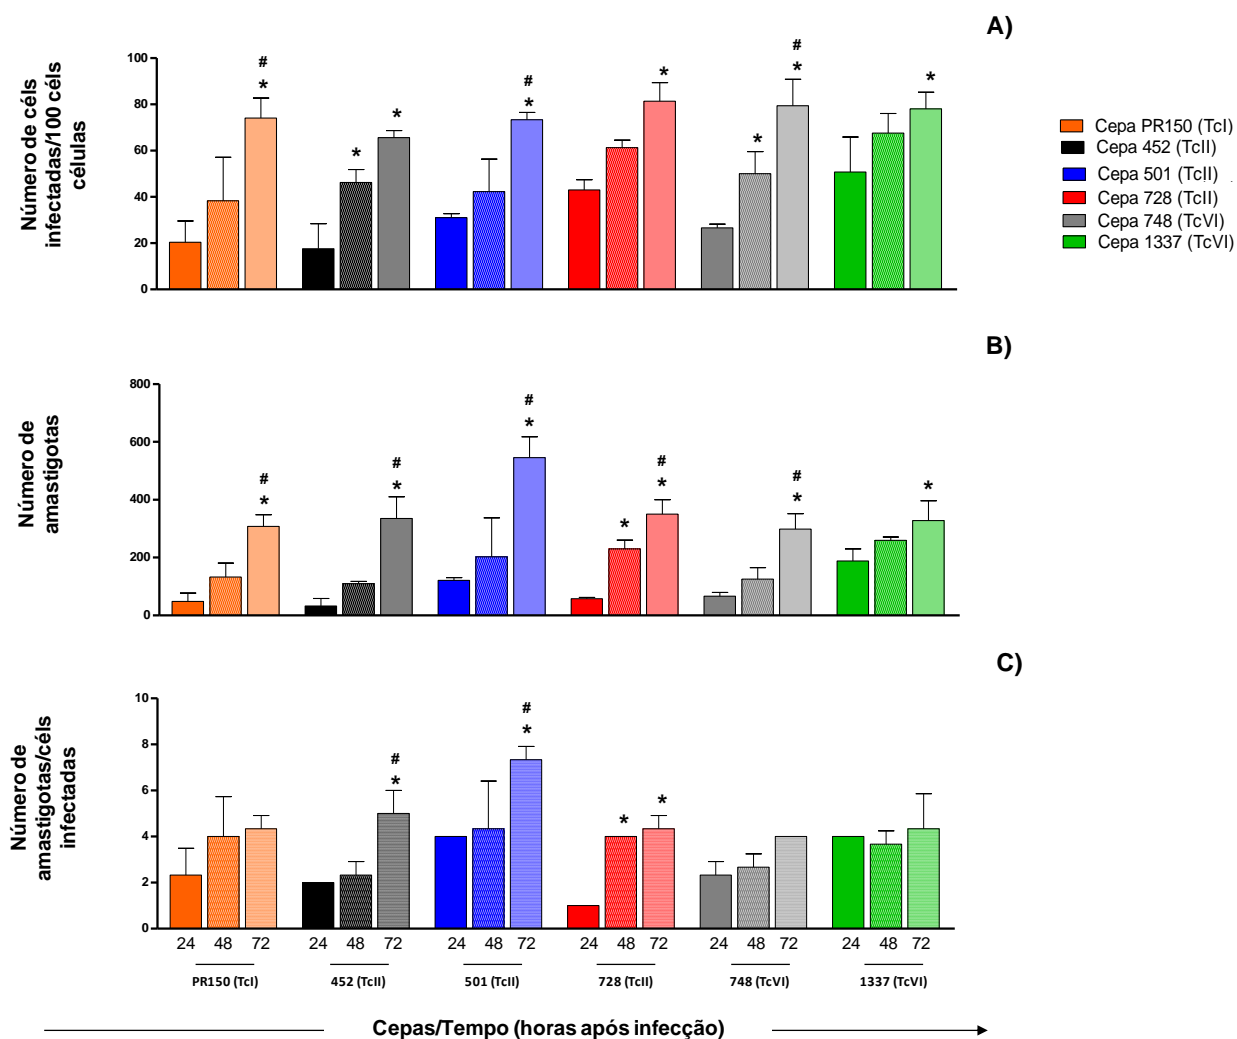 A)
Número de céls
infectadas/100 céls
células
100
80
60
40
20
0
#
*
*
*
#
*
*
*
#
*
*
Cepa PR150 (TcI)
Cepa 452 (TcII)
Cepa 501 (TcII)
Cepa 728 (TcII)
Cepa 748 (TcVI)
Cepa 1337 (TcVI)
B)
Número de
amastigotas
800
600
400
200
0
#
*
#
*
#
*
*
#
*
#
*
*
C)
Número de
amastigotas/céls
infectadas
10
8
6
4
2
0
#
*
#
*
*
*
24 48 72 24 48 72 24 48 72 24 48 72 24 48 72 24 48 72
PR150 (TcI) 452 (TcII) 501 (TcII) 728 (TcII) 748 (TcVI) 1337 (TcVI)
Cepas/Tempo (horas após infecção)